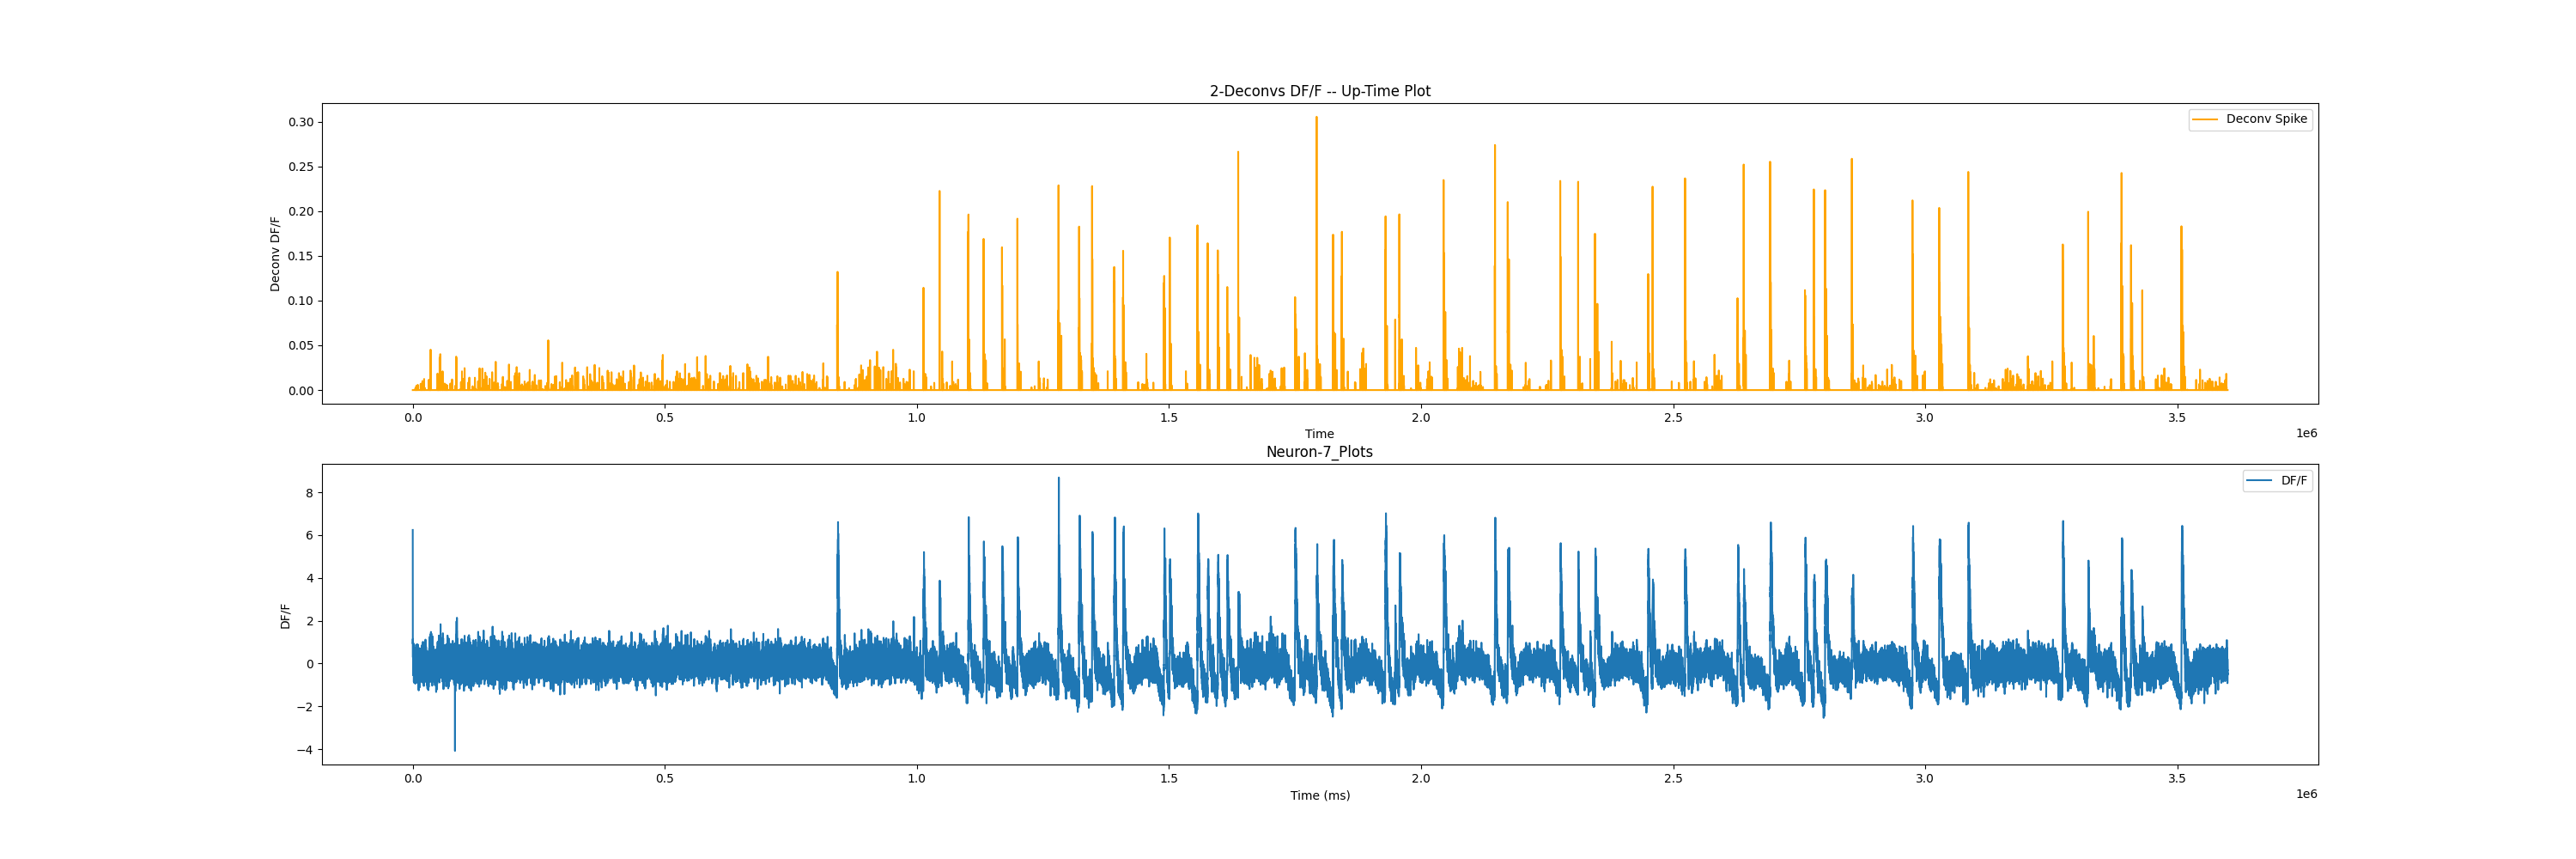 2-Deconvs DF/F -- Up-Time Plot
Deconv Spike
Deconv DF/F
0.30
0.25
0.20
0.15
0.10
0.05
0.00
0.0 0.5 1.0 1.5 2.0 2.5 3.0 3.5
Time
1e6
Neuron-7_Plots
DF/F
DF/F
8
6
4
2
0
−2
−4
0.0 0.5 1.0 1.5 2.0 2.5 3.0 3.5
Time (ms)
1e6